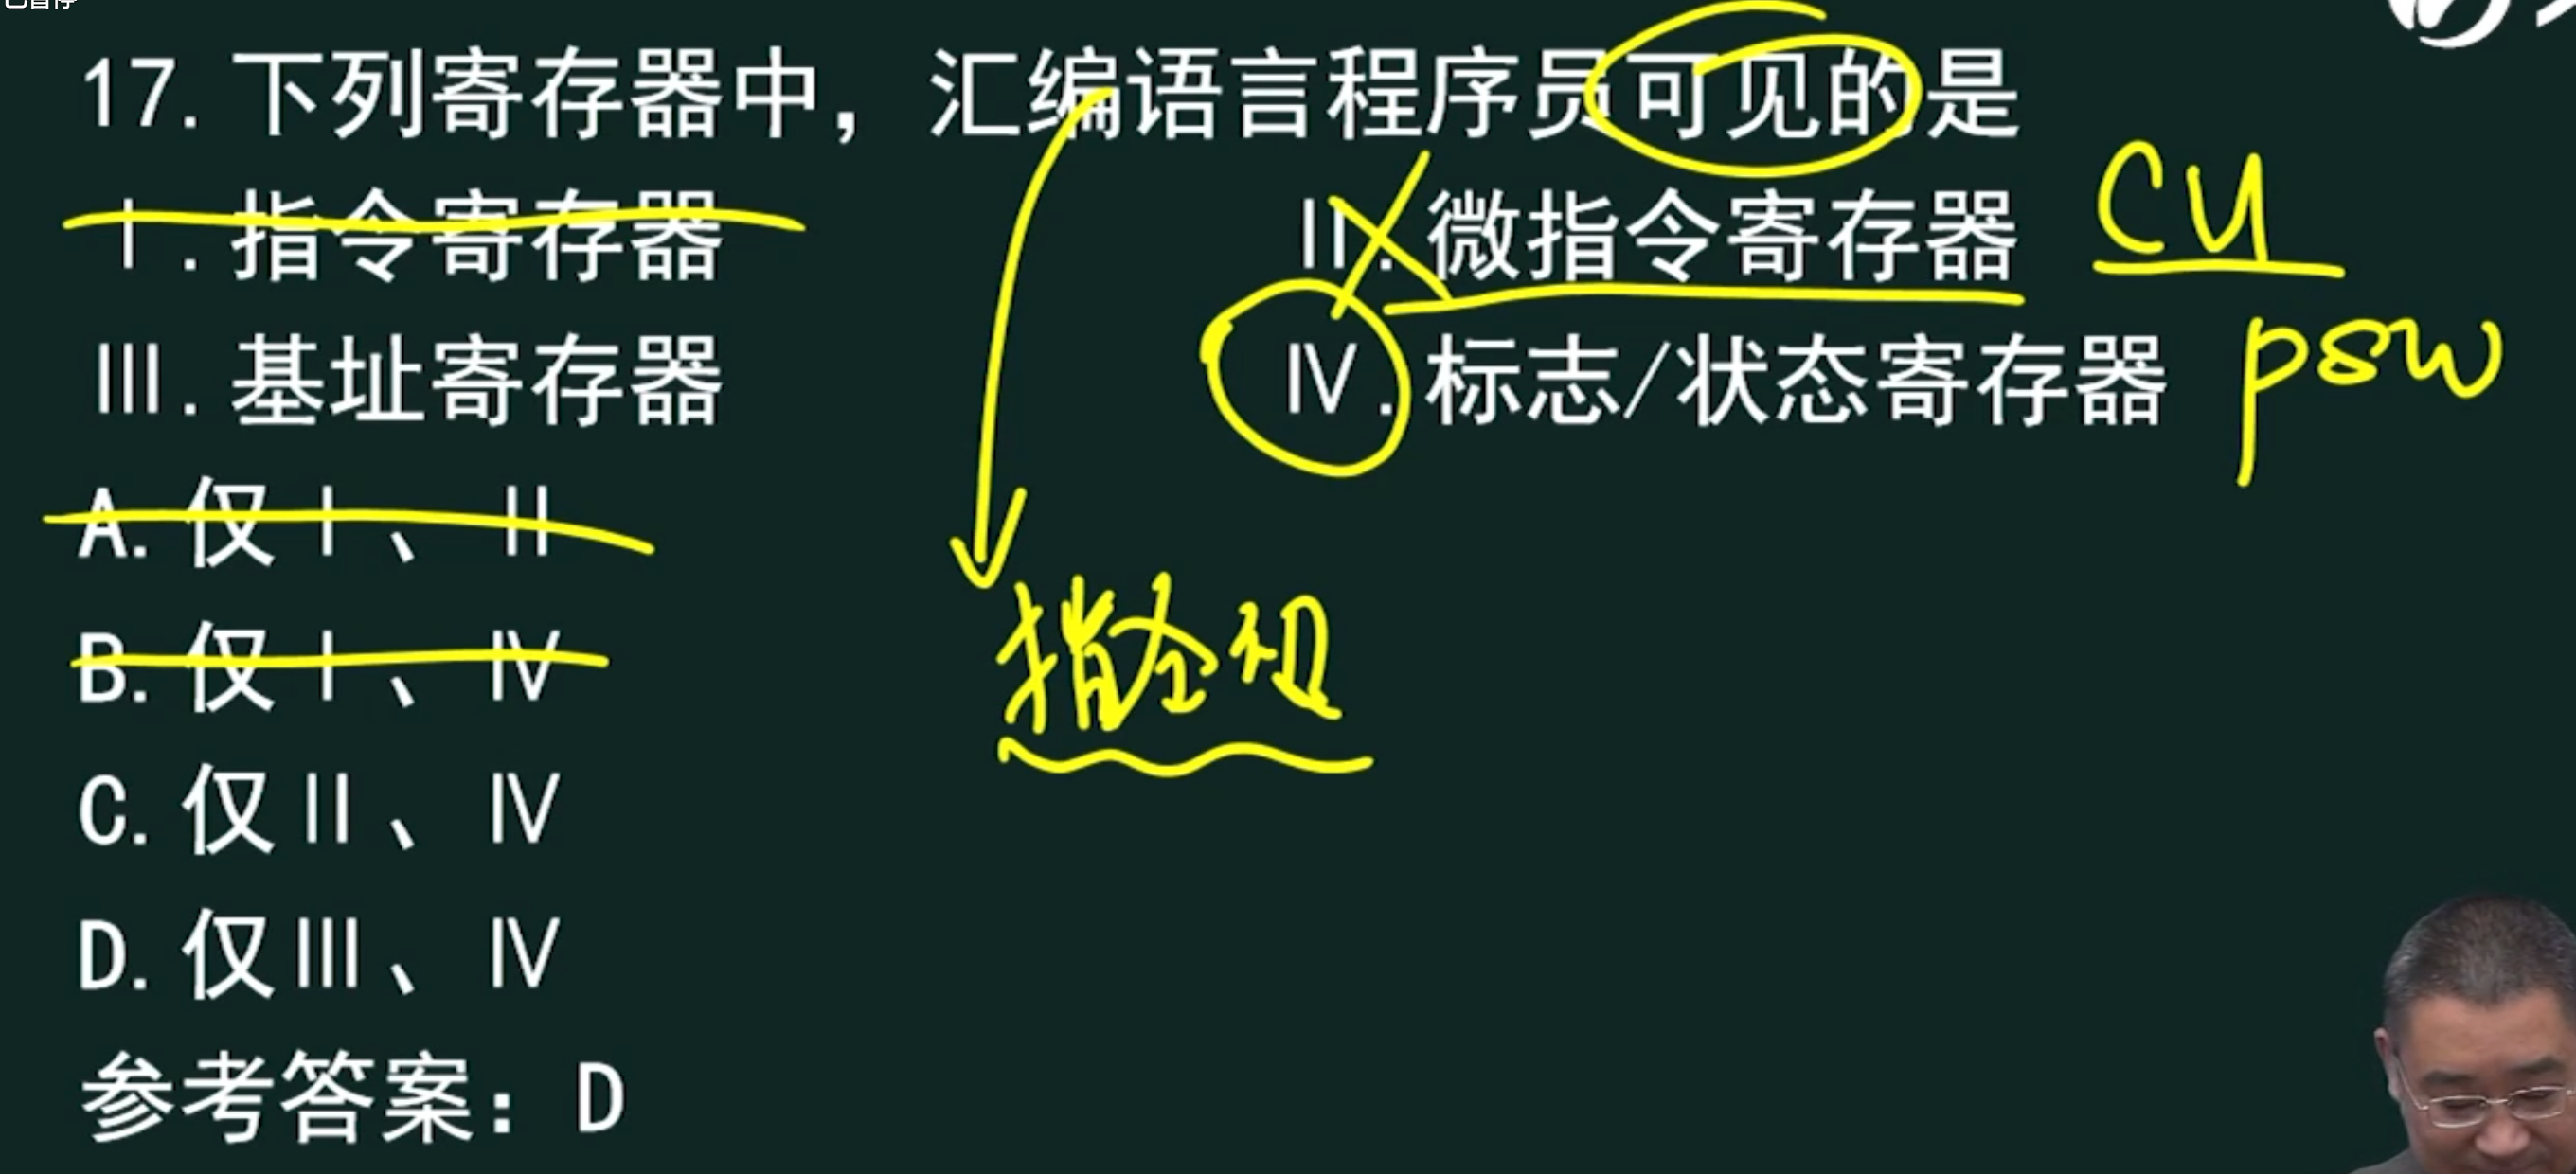 已暂停
17. 下列寄存器中，汇编语言程序员可见的是
Ⅰ. 指令寄存器 Ⅱ. 微指令寄存器 CU
Ⅲ. 基址寄存器 Ⅳ. 标志/状态寄存器 PSW
A. 仅Ⅰ、Ⅱ
B. 仅Ⅰ、Ⅳ
C. 仅Ⅱ、Ⅳ
D. 仅Ⅲ、Ⅳ
参考答案：D